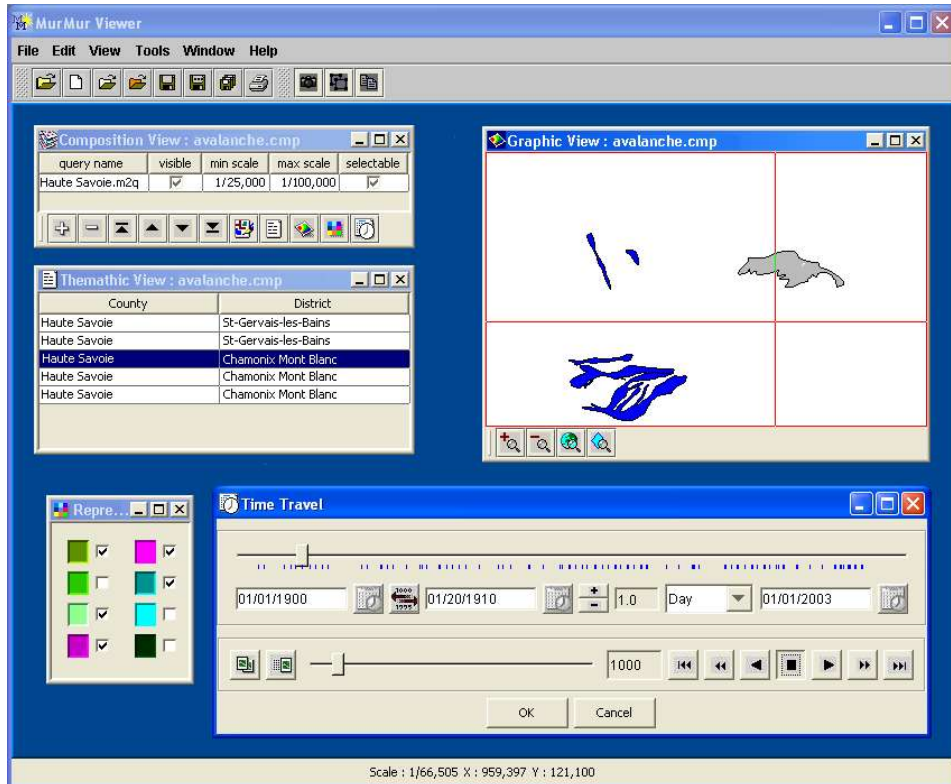 MurMur Viewer
File Edit View Tools Window Help
Composition View : avalanche.cmp
query name visible min scale max scale selectable
Haute Savoie.m2q 1/25,000 1/100,000
Graphic View : avalanche.cmp
Themathic View : avalanche.cmp
County District
Haute Savoie St-Gervais-les-Bains
Haute Savoie St-Gervais-les-Bains
Haute Savoie Chamonix Mont Blanc
Haute Savoie Chamonix Mont Blanc
Haute Savoie Chamonix Mont Blanc
Repre...
Time Travel
01/01/1900 1000 1995 01/20/1910 1.0 Day 01/01/2003
1000
OK Cancel
Scale : 1/66,505 X : 959,397 Y : 121,100